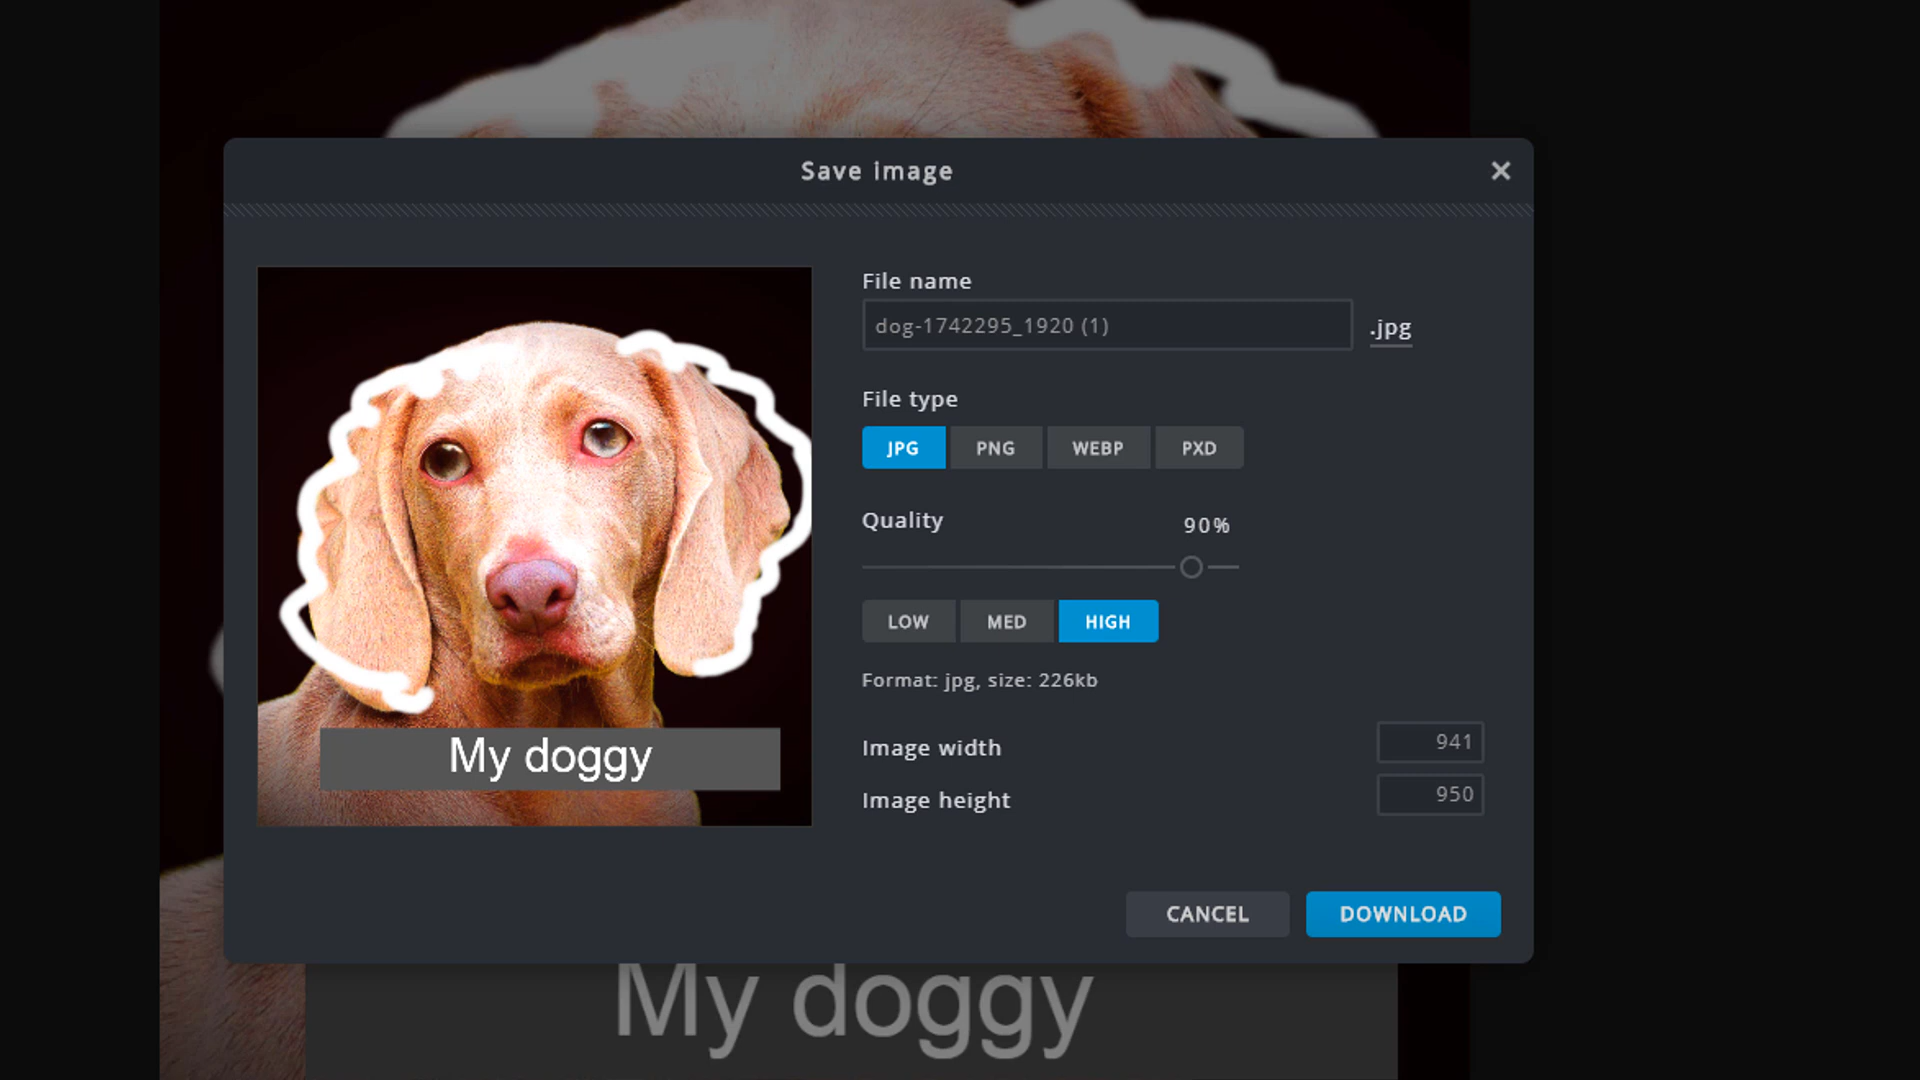 Save image
File name
dog-1742295_1920 (1)
.jpg
File type
JPG PNG WEBP PXD
Quality
90%
LOW MED HIGH
Format: jpg, size: 226kb
Image width
941
Image height
950
My doggy
CANCEL DOWNLOAD
My doggy